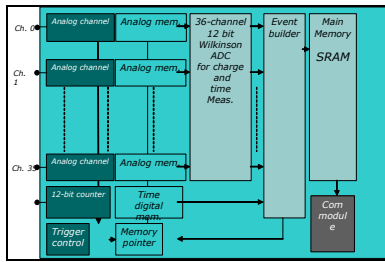 Ch. 0
Analog channel
Analog mem.
36-channel
12 bit
Wilkinson
ADC
for charge
and
time
Meas.
Event
builder
Main
Memory
SRAM
Ch.
1
Analog channel
Analog mem.
Ch. 35
Analog channel
Analog mem.
12-bit counter
Time
digital
mem.
Com
modul
e
Trigger
control
Memory
pointer